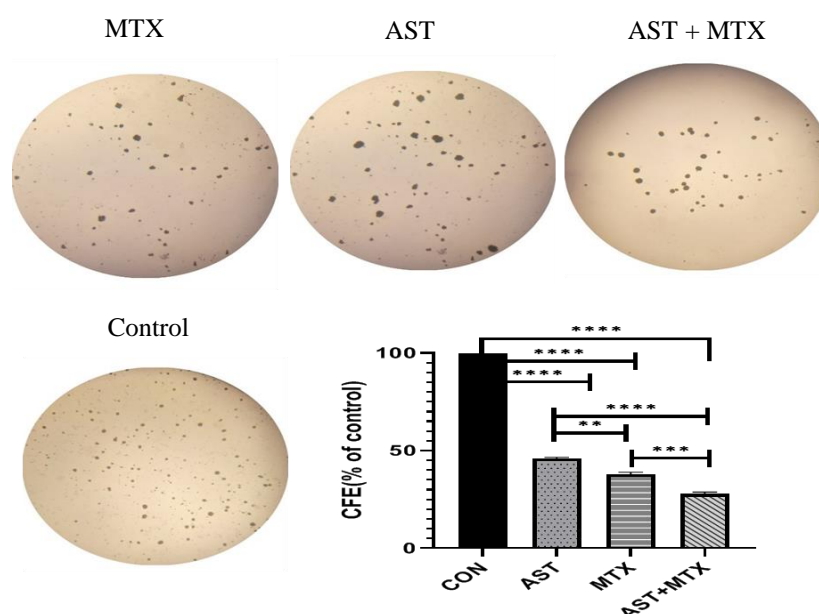 MTX
AST
AST + MTX
Control
CFE(% of control)
100
50
0
****
****
****
****
**
***
CON
AST
MTX
AST+MTX